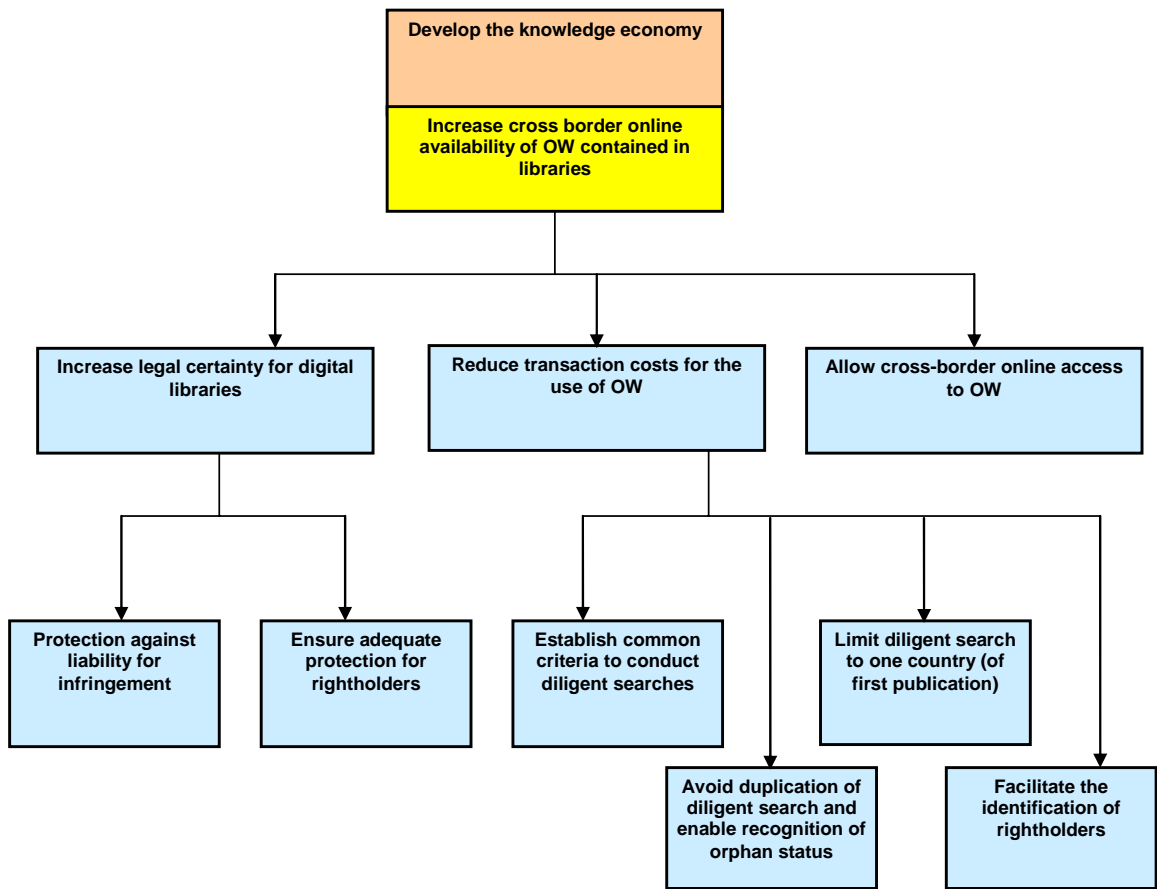 Develop the knowledge economy
Increase cross border online
availability of OW contained in
libraries
Increase legal certainty for digital
libraries
Reduce transaction costs for the
use of OW
Allow cross-border online access
to OW
Protection against
liability for
infringement
Ensure adequate
protection for
rightholders
Establish common
criteria to conduct
diligent searches
Limit diligent search
to one country (of
first publication)
Avoid duplication of
diligent search and
enable recognition of
orphan status
Facilitate the
identification of
rightholders